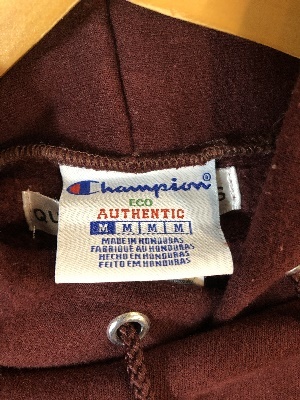 Champion
ECO
AUTHENTIC
M M M M
MADE IN HONDURAS
FABRIQUÉ AU HONDURAS
HECHO EN HONDURAS
FEITO EM HONDURAS